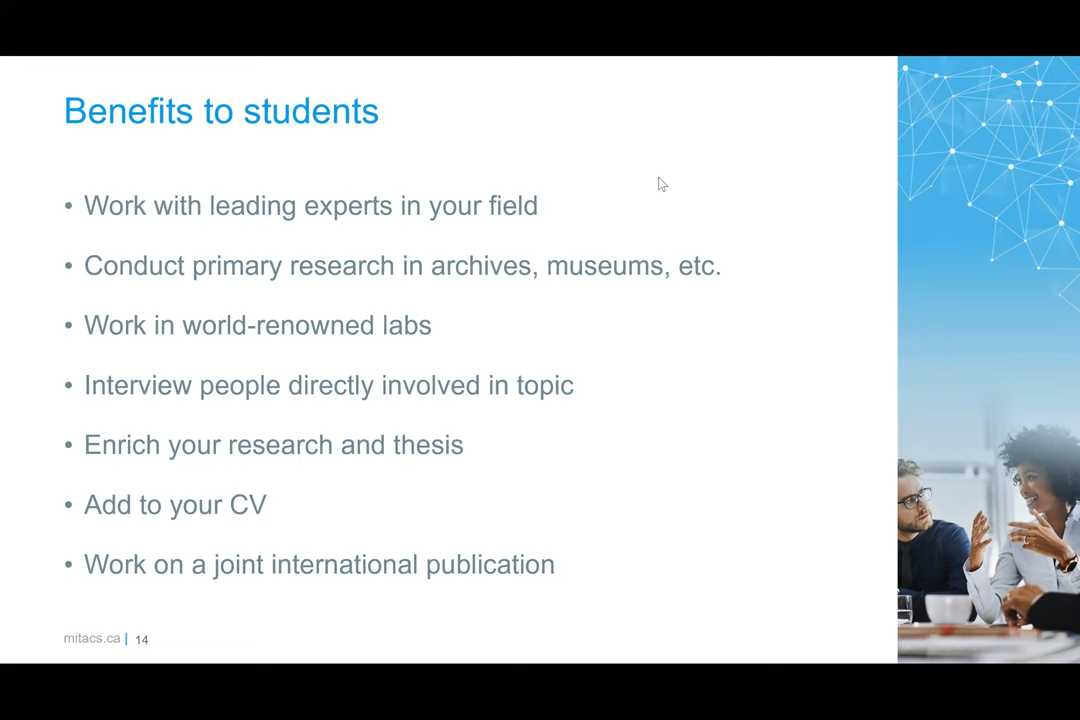 Benefits to students
• Work with leading experts in your field
• Conduct primary research in archives, museums, etc.
• Work in world-renowned labs
• Interview people directly involved in topic
• Enrich your research and thesis
• Add to your CV
• Work on a joint international publication
mitacs.ca | 14